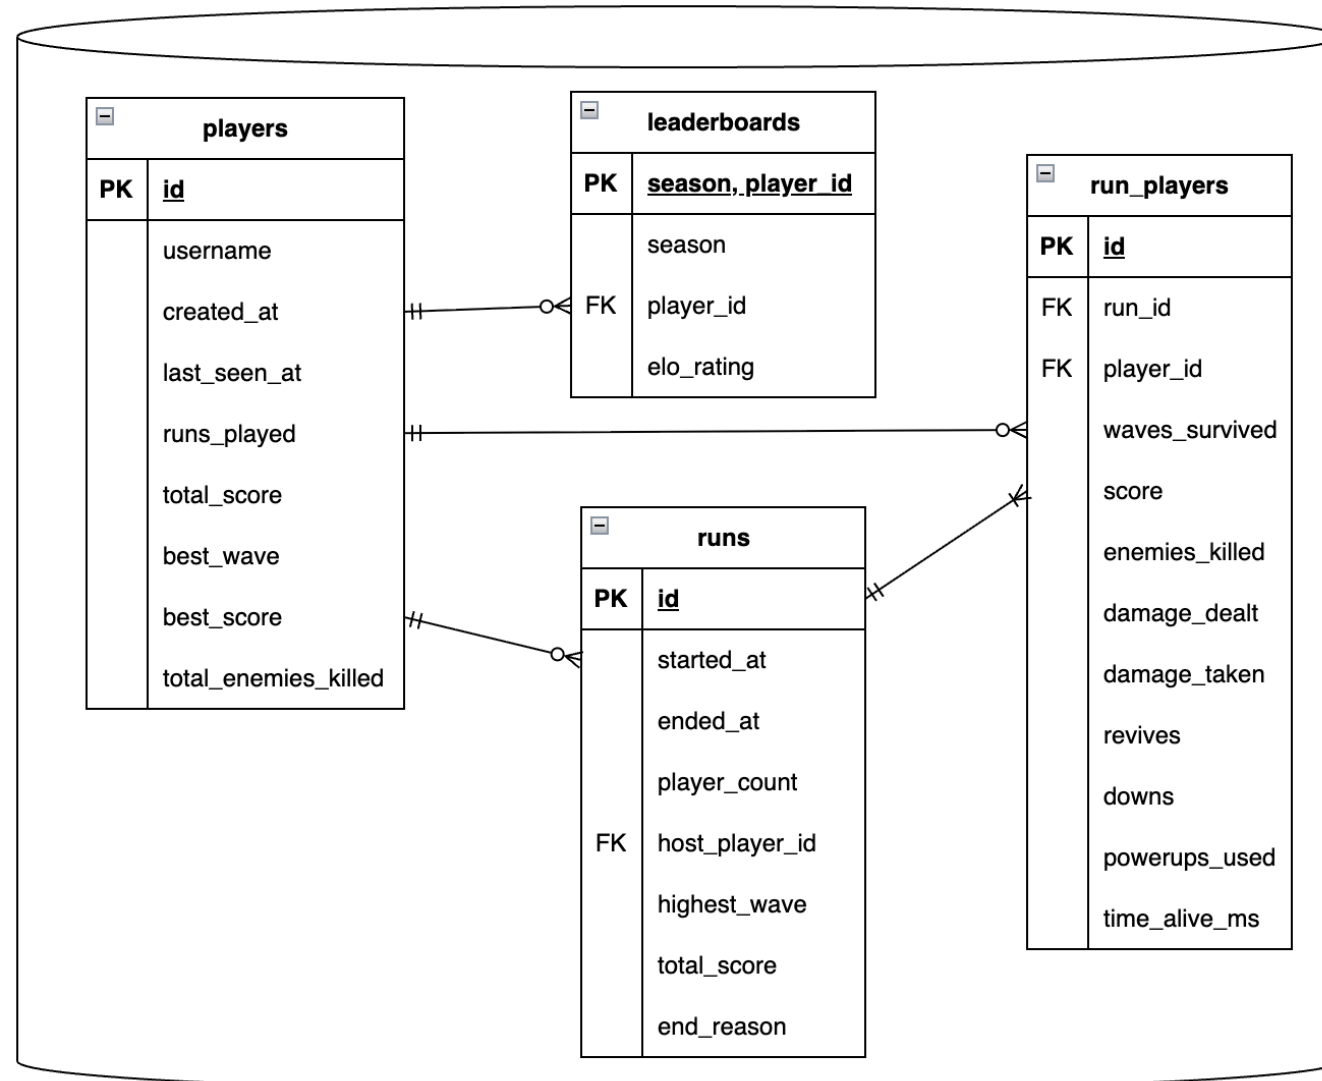 players
PK id
username
created_at
last_seen_at
runs_played
total_score
best_wave
best_score
total_enemies_killed
leaderboards
PK season, player_id
season
FK player_id
elo_rating
runs
PK id
started_at
ended_at
player_count
FK host_player_id
highest_wave
total_score
end_reason
run_players
PK id
FK run_id
FK player_id
waves_survived
score
enemies_killed
damage_dealt
damage_taken
revives
downs
powerups_used
time_alive_ms